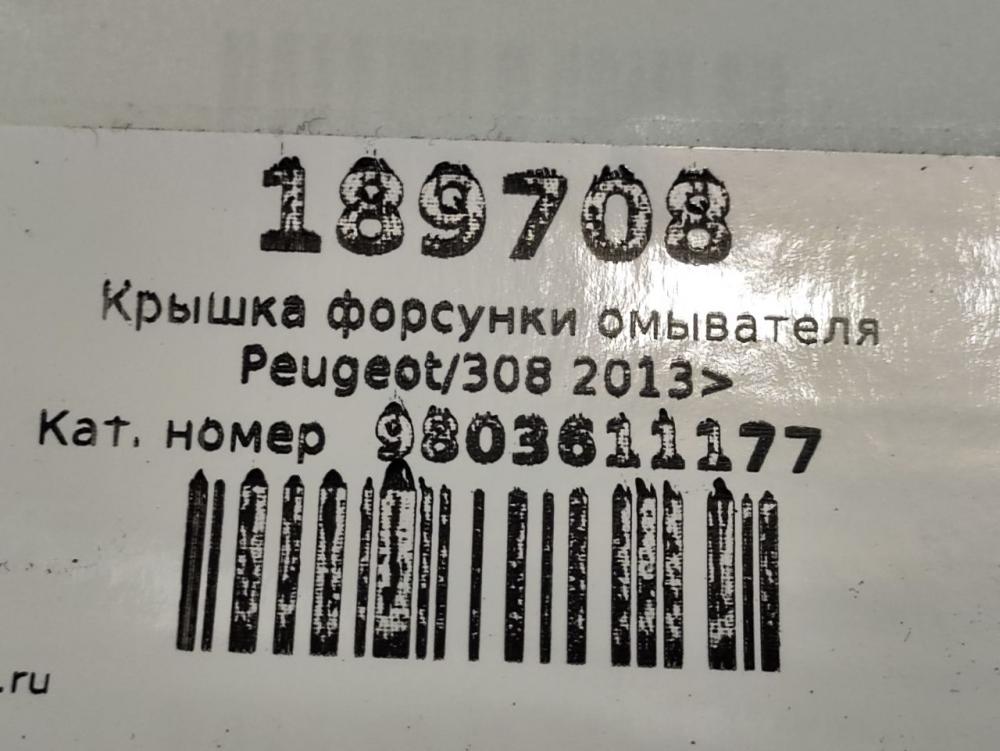 189708
Крышка форсунки омывателя
Peugeot/308 2013>
Кат. номер 9803611177
.ru